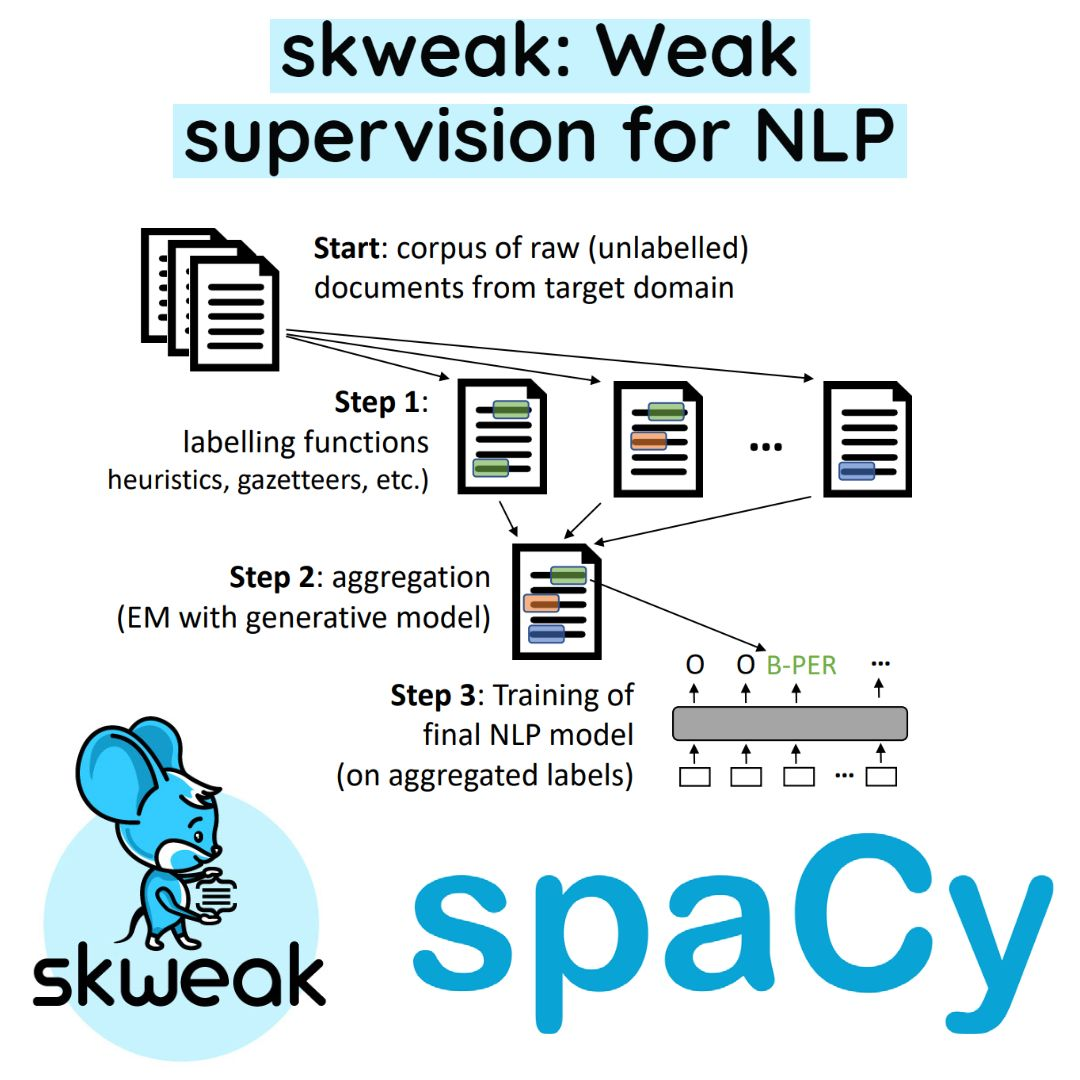 skweak: Weak
supervision for NLP
Start: corpus of raw (unlabelled)
documents from target domain
Step 1:
labelling functions
heuristics, gazetteers, etc.)
...
Step 2: aggregation
(EM with generative model)
O O B-PER ...
Step 3: Training of
final NLP model
(on aggregated labels)
...
skweak
spaCy